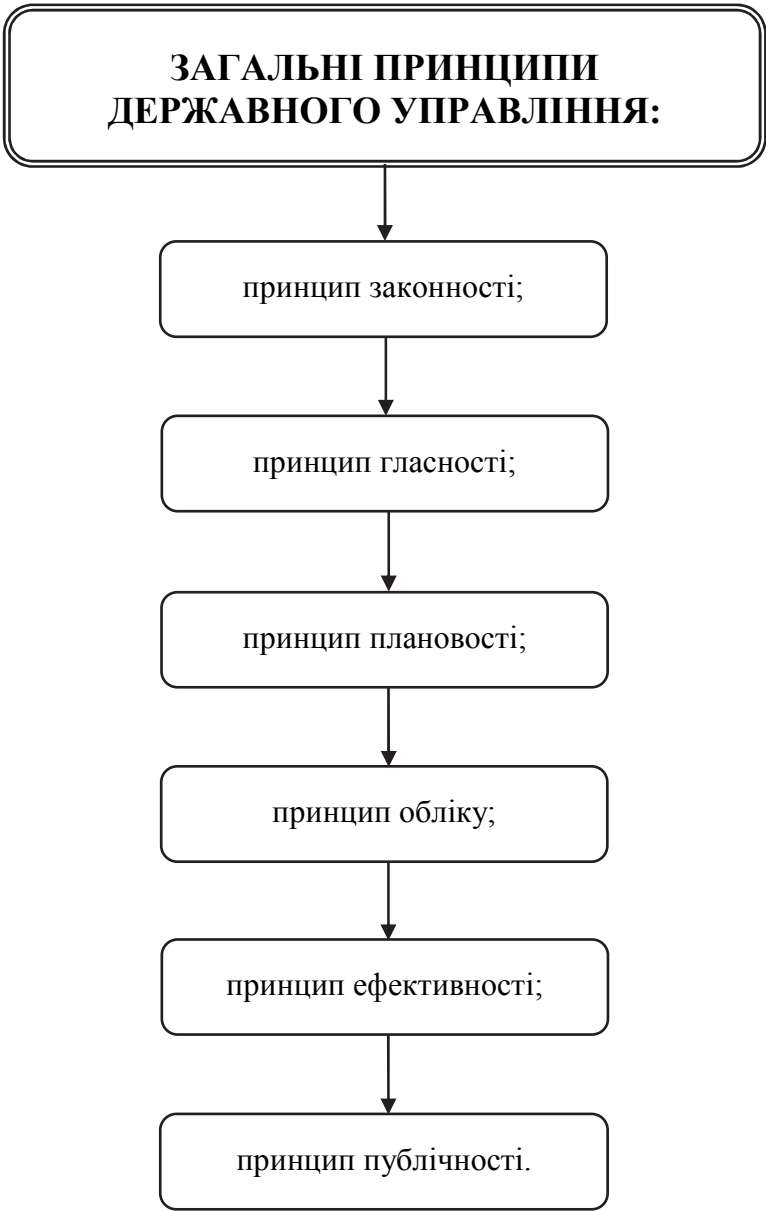 ЗАГАЛЬНІ ПРИНЦИПИ
ДЕРЖАВНОГО УПРАВЛІННЯ:
принцип законності;
принцип гласності;
принцип плановості;
принцип обліку;
принцип ефективності;
принцип публічності.